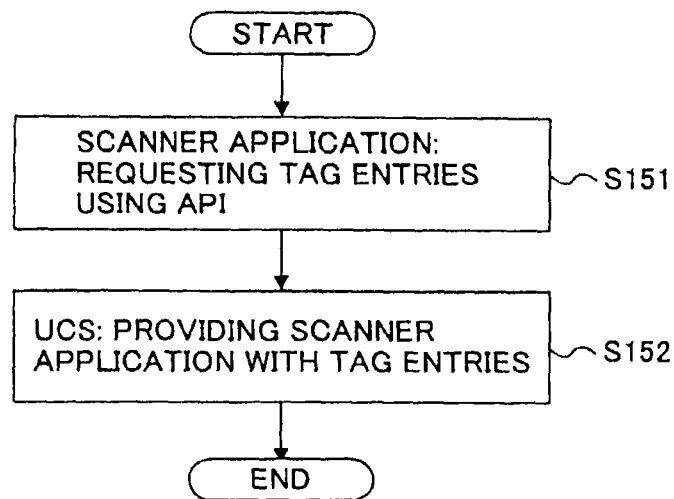 START
SCANNER APPLICATION:
REQUESTING TAG ENTRIES
USING API
S151
UCS: PROVIDING SCANNER
APPLICATION WITH TAG ENTRIES
S152
END